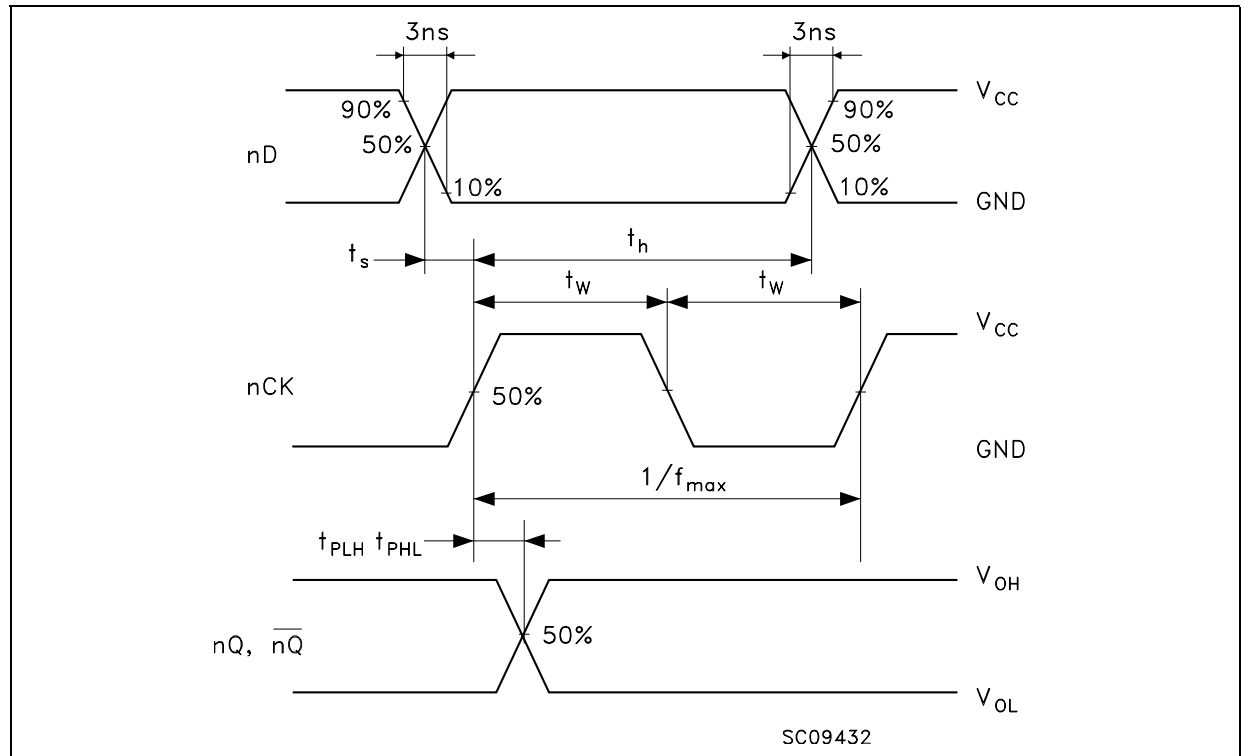 3ns 3ns
V_CC
90% 90%
50% 50%
nD
10% 10%
GND
t_s t_h
t_W t_W
V_CC
nCK
50%
GND
1/f_max
t_PLH t_PHL
V_OH
nQ, n̅Q̅ 50%
V_OL
SC09432